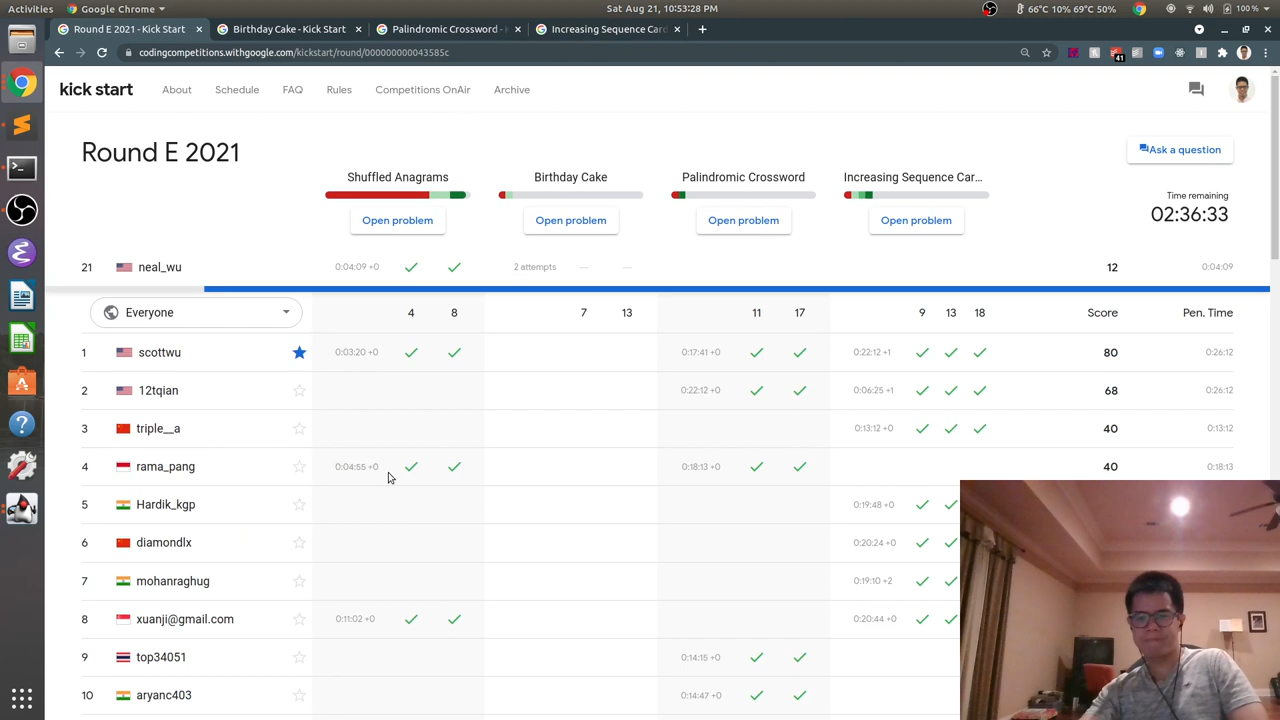 Activities Google Chrome Sat Aug 21, 10:53:28 PM 66°C 10% 69°C 50% 100 %
Round E 2021 - Kick Start Birthday Cake - Kick Start Palindromic Crossword - Increasing Sequence Card
codingcompetitions.withgoogle.com/kickstart/round/000000000043585c
41
kick start About Schedule FAQ Rules Competitions OnAir Archive
Round E 2021
Ask a question
Shuffled Anagrams Birthday Cake Palindromic Crossword Increasing Sequence Car...
Open problem Open problem Open problem Open problem
Time remaining
02:36:33
21 neal_wu 0:04:09 +0 2 attempts — — 12 0:04:09
Everyone 4 8 7 13 11 17 9 13 18 Score Pen. Time
1 scottwu 0:03:20 +0 0:17:41 +0 0:22:12 +1 80 0:26:12
2 12tqian 0:22:12 +0 0:06:25 +1 68 0:26:12
3 triple__a 0:13:12 +0 40 0:13:12
4 rama_pang 0:04:55 +0 0:18:13 +0 40 0:18:13
5 Hardik_kgp 0:19:48 +0
6 diamondlx 0:20:24 +0
7 mohanraghug 0:19:10 +2
8 xuanji@gmail.com 0:11:02 +0 0:20:44 +0
9 top34051 0:14:15 +0
10 aryanc403 0:14:47 +0